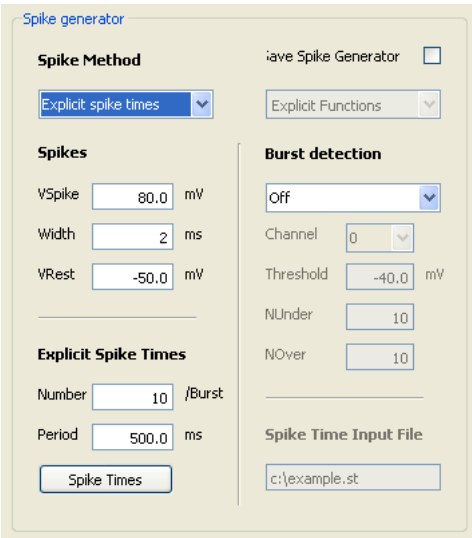 Spike generator
Spike Method
Save Spike Generator
Explicit spike times
Explicit Functions
Spikes
VSpike 80.0 mV
Width 2 ms
VRest -50.0 mV
Explicit Spike Times
Number 10 /Burst
Period 500.0 ms
Spike Times
Burst detection
Off
Channel 0
Threshold -40.0 mV
NUnder 10
NOver 10
Spike Time Input File
c:\example.st